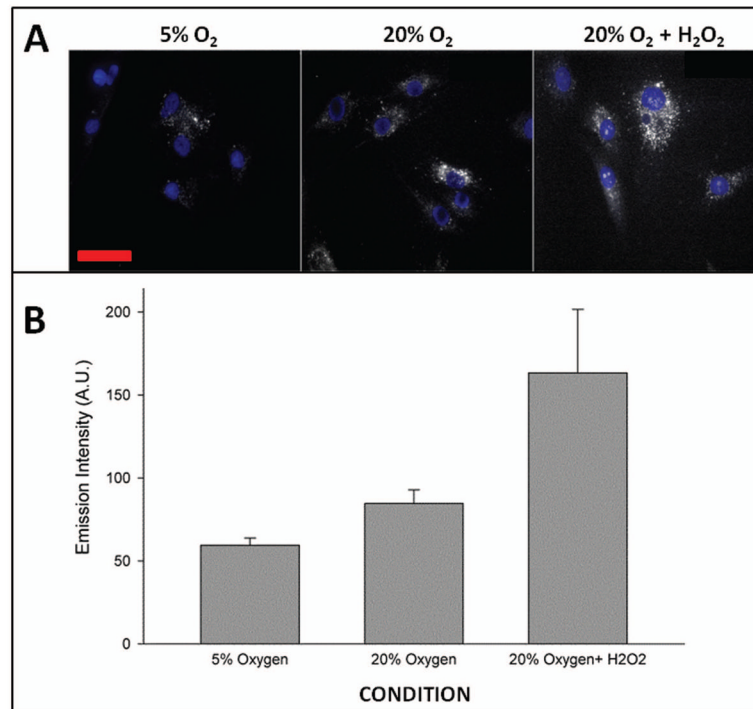 A
5% O₂ 20% O₂ 20% O₂ + H₂O₂
B
200
150
100
50
0
Emission Intensity (A.U.)
5% Oxygen 20% Oxygen 20% Oxygen+ H2O2
CONDITION